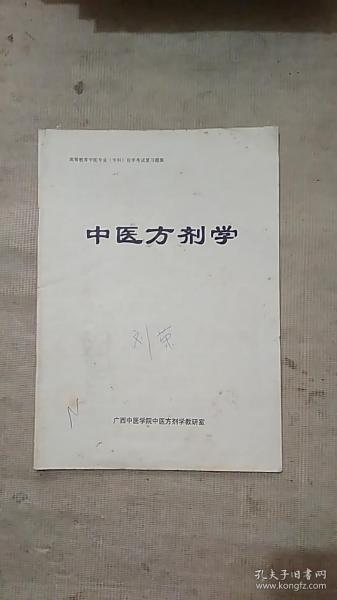 高等教育中医专业（专科）自学考试复习题集
中医方剂学
刘荣
N
广西中医学院中医方剂学教研室
孔夫子旧书网
www.kongfz.com